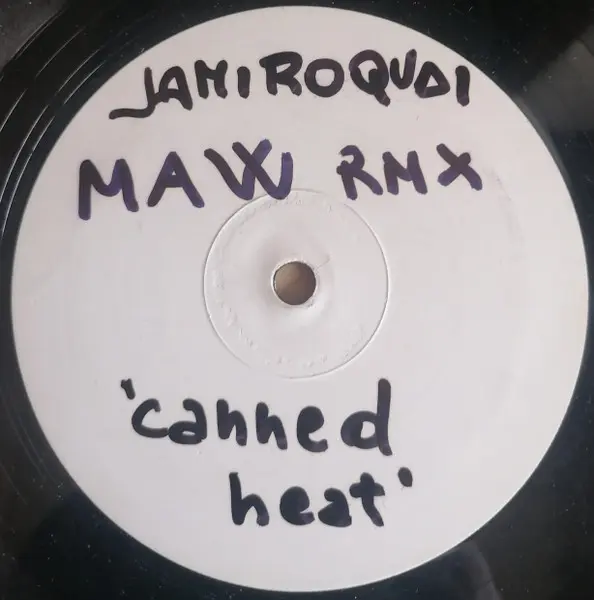 JAMIROQUAI
MAW RMX
'canned
heat'